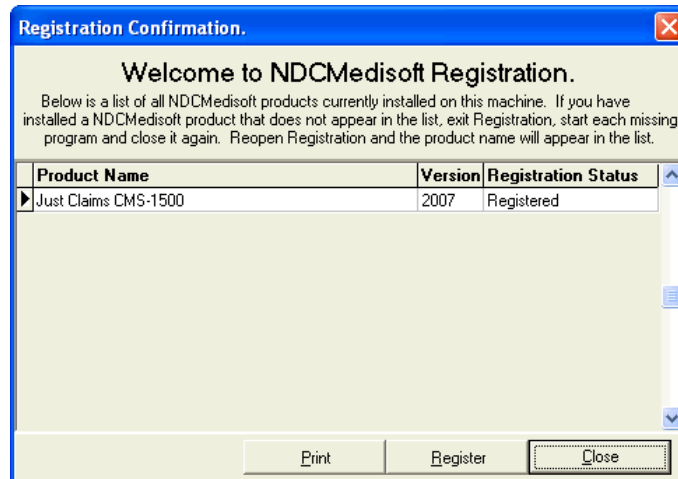 Registration Confirmation.
Welcome to NDCMedisoft Registration.
Below is a list of all NDCMedisoft products currently installed on this machine. If you have
installed a NDCMedisoft product that does not appear in the list, exit Registration, start each missing
program and close it again. Reopen Registration and the product name will appear in the list.
Product Name Version Registration Status
Just Claims CMS-1500 2007 Registered
Print Register Close